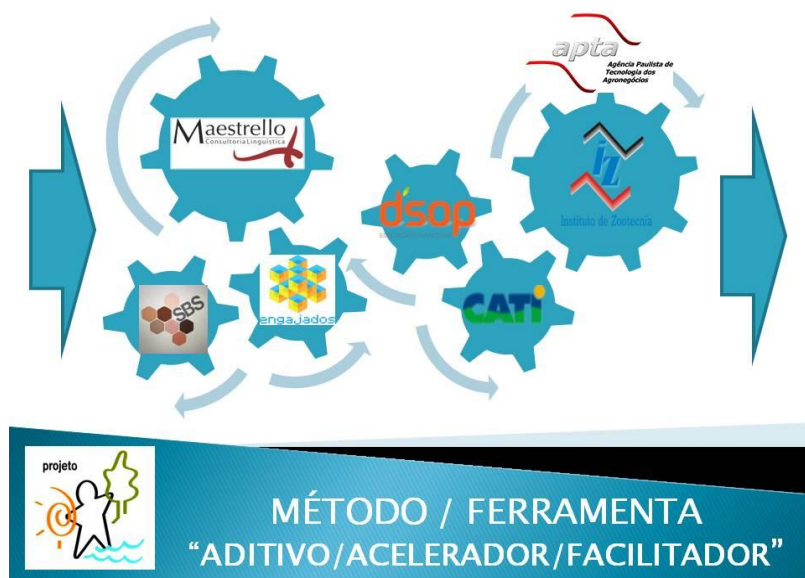 apta
Agência Paulista de
Tecnologia dos
Agronegócios
Maestrello
Consultoria Linguística
iZ
Instituto de Zootecnia
dsop
SBS
engajados
CATI
projeto
MÉTODO / FERRAMENTA
“ADITIVO/ACELERADOR/FACILITADOR”